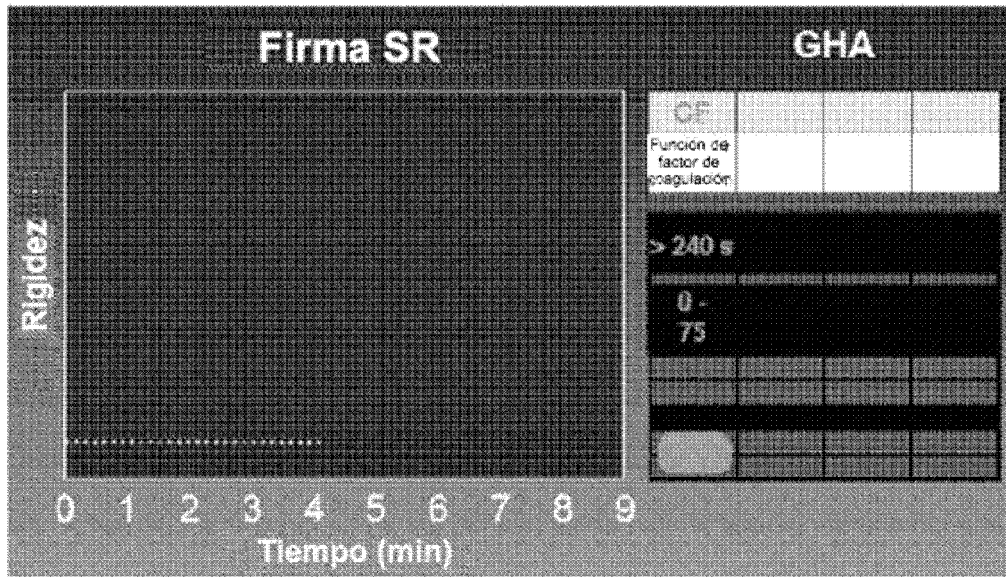 Firma SR
GHA
CF
Función de
factor de
coagulación
> 240 s
0 -
75
Rigidez
0 1 2 3 4 5 6 7 8 9
Tiempo (min)